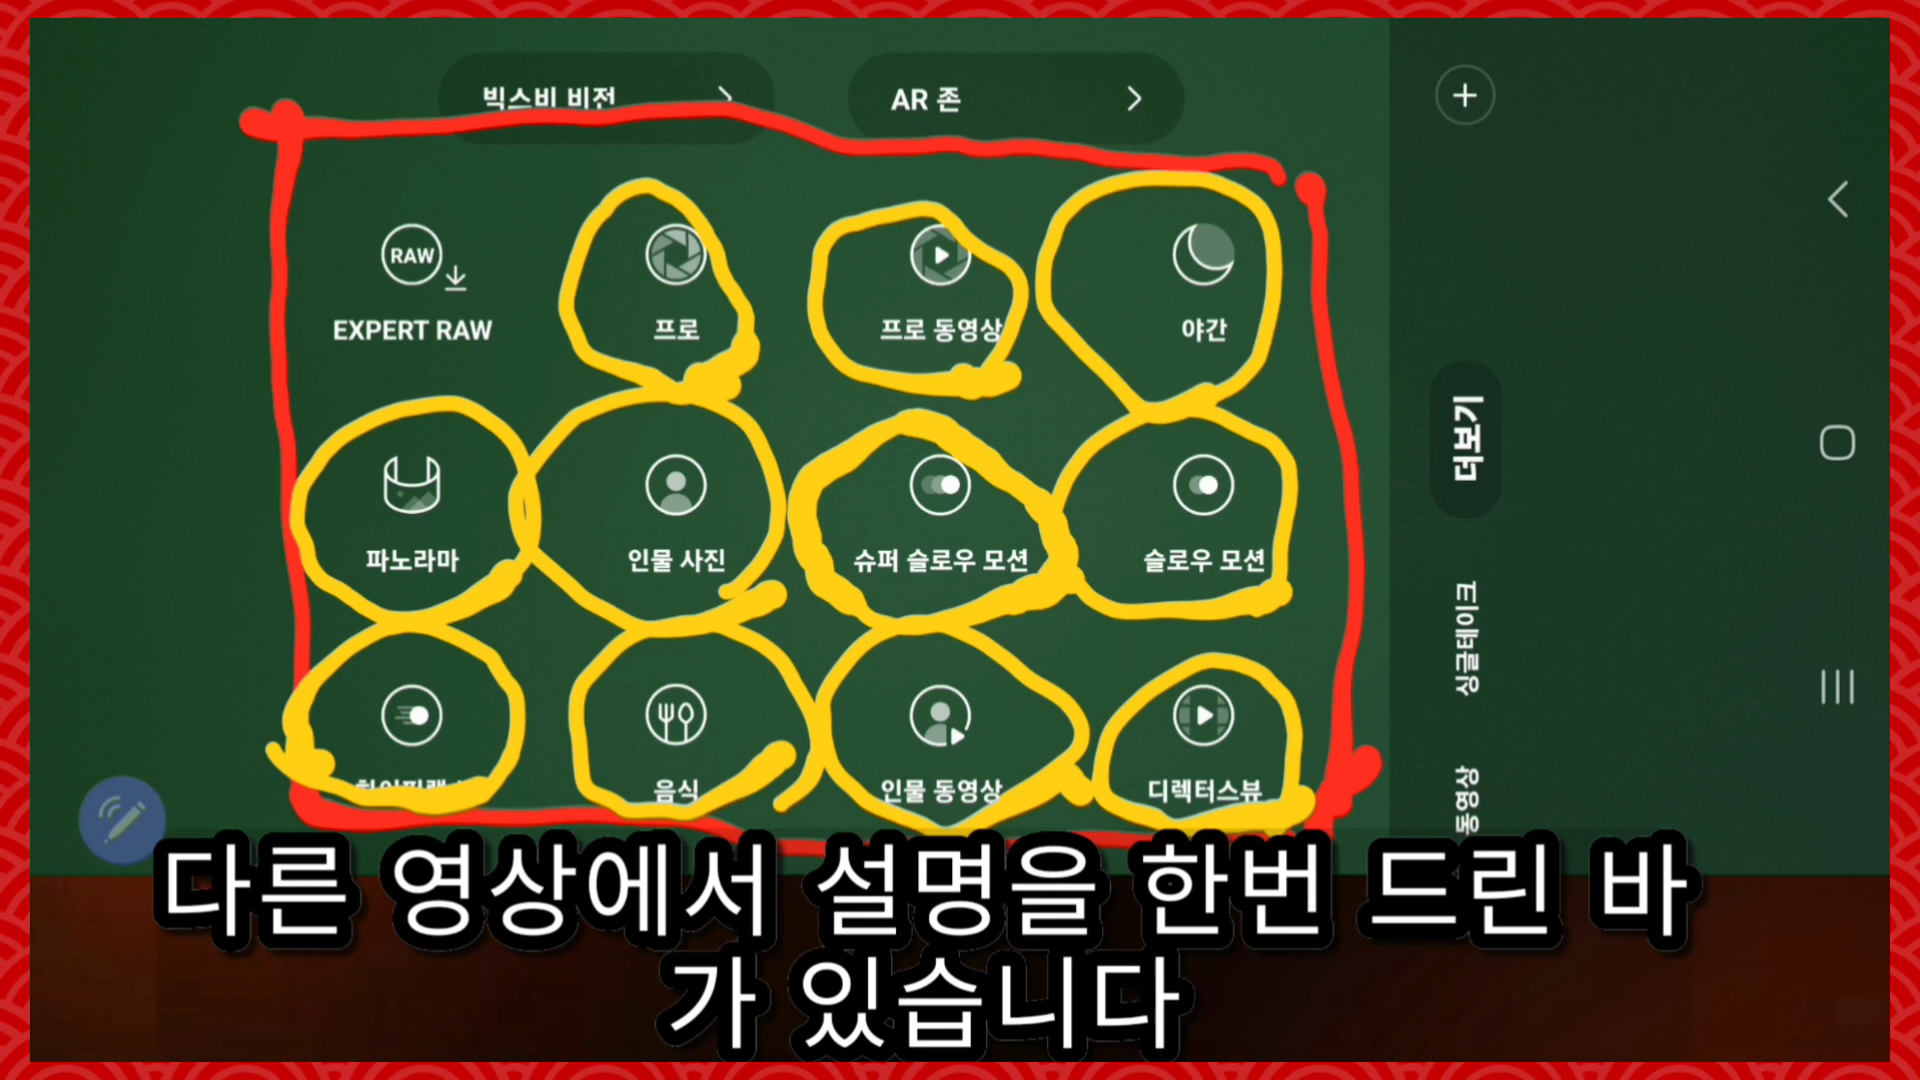 빅스비 비전
AR 존
RAW
EXPERT RAW
프로
프로 동영상
야간
파노라마
인물 사진
슈퍼 슬로우 모션
슬로우 모션
음식
인물 동영상
디렉터스뷰
더보기
싱글테이크
동영상
다른 영상에서 설명을 한번 드린 바
가 있습니다